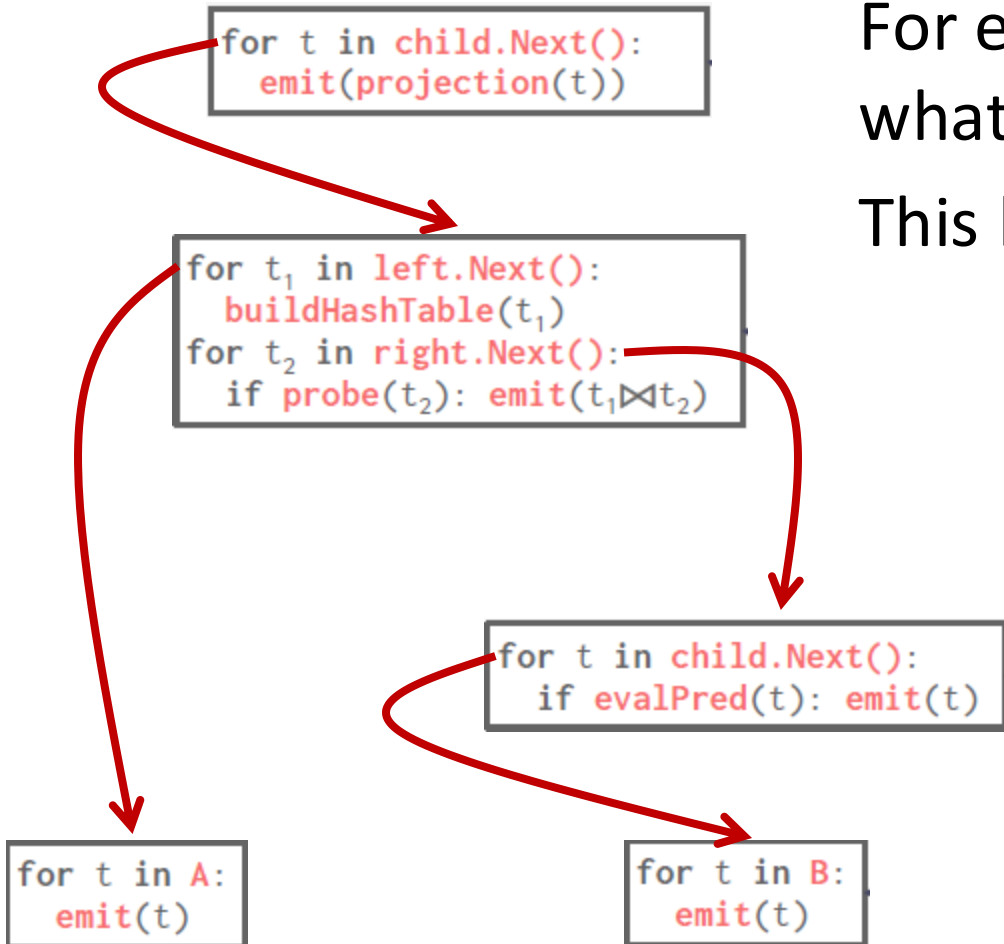 for t in child.Next():
emit(projection(t))
For e
what
This
for t₁ in left.Next():
buildHashTable(t₁)
for t₂ in right.Next():
if probe(t₂): emit(t₁⋈t₂)
for t in child.Next():
if evalPred(t): emit(t)
for t in A:
emit(t)
for t in B:
emit(t)